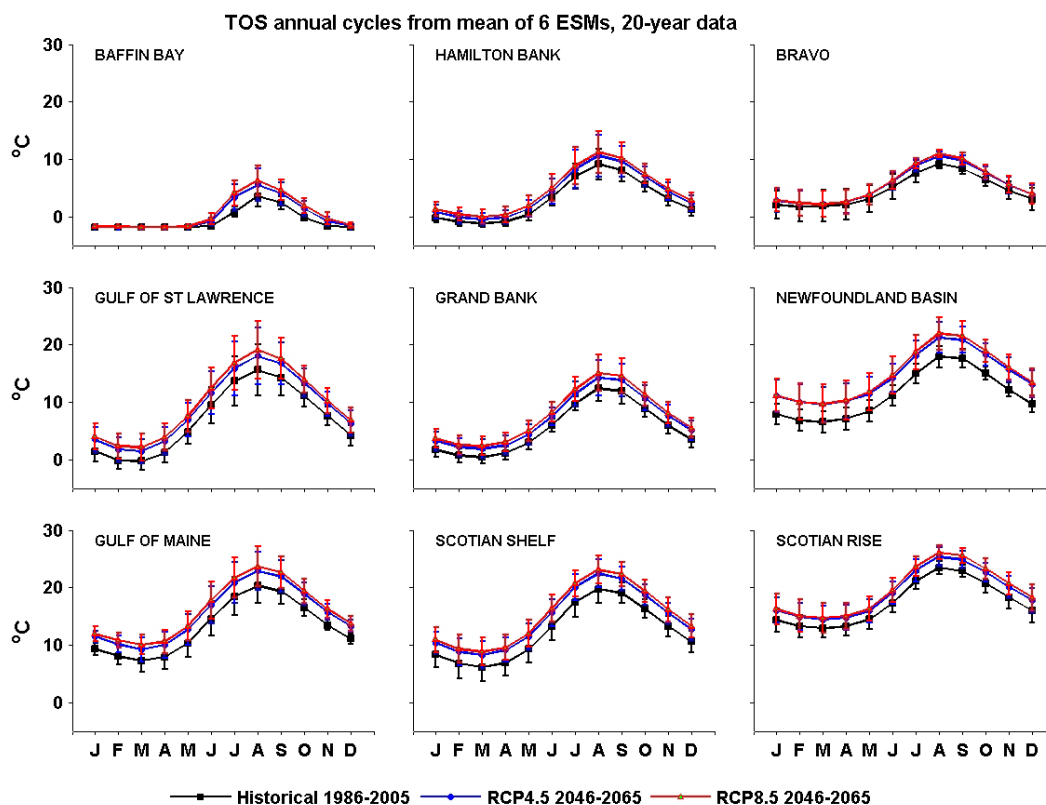 TOS annual cycles from mean of 6 ESMs, 20-year data
30
20
10
0
°C
BAFFIN BAY
HAMILTON BANK
BRAVO
30
20
10
0
°C
GULF OF ST LAWRENCE
GRAND BANK
NEWFOUNDLAND BASIN
30
20
10
0
°C
GULF OF MAINE
SCOTIAN SHELF
SCOTIAN RISE
J F M A M J J A S O N D
J F M A M J J A S O N D
J F M A M J J A S O N D
Historical 1986-2005
RCP4.5 2046-2065
RCP8.5 2046-2065